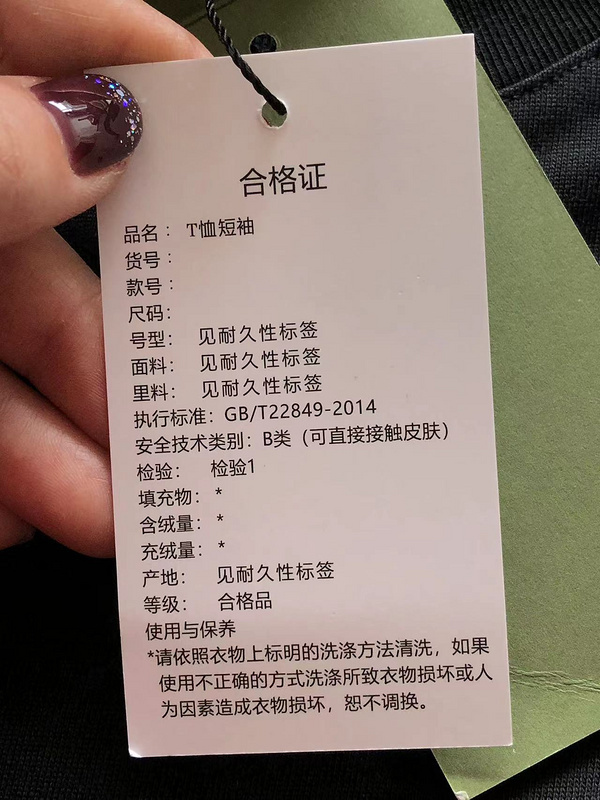 合格证
品名： T恤短袖
货号：
款号：
尺码：
号型： 见耐久性标签
面料： 见耐久性标签
里料： 见耐久性标签
执行标准：GB/T22849-2014
安全技术类别：B类（可直接接触皮肤）
检验： 检验1
填充物： *
含绒量： *
充绒量： *
产地： 见耐久性标签
等级： 合格品
使用与保养
*请依照衣物上标明的洗涤方法清洗，如果
使用不正确的方式洗涤所致衣物损坏或人
为因素造成衣物损坏，恕不调换。